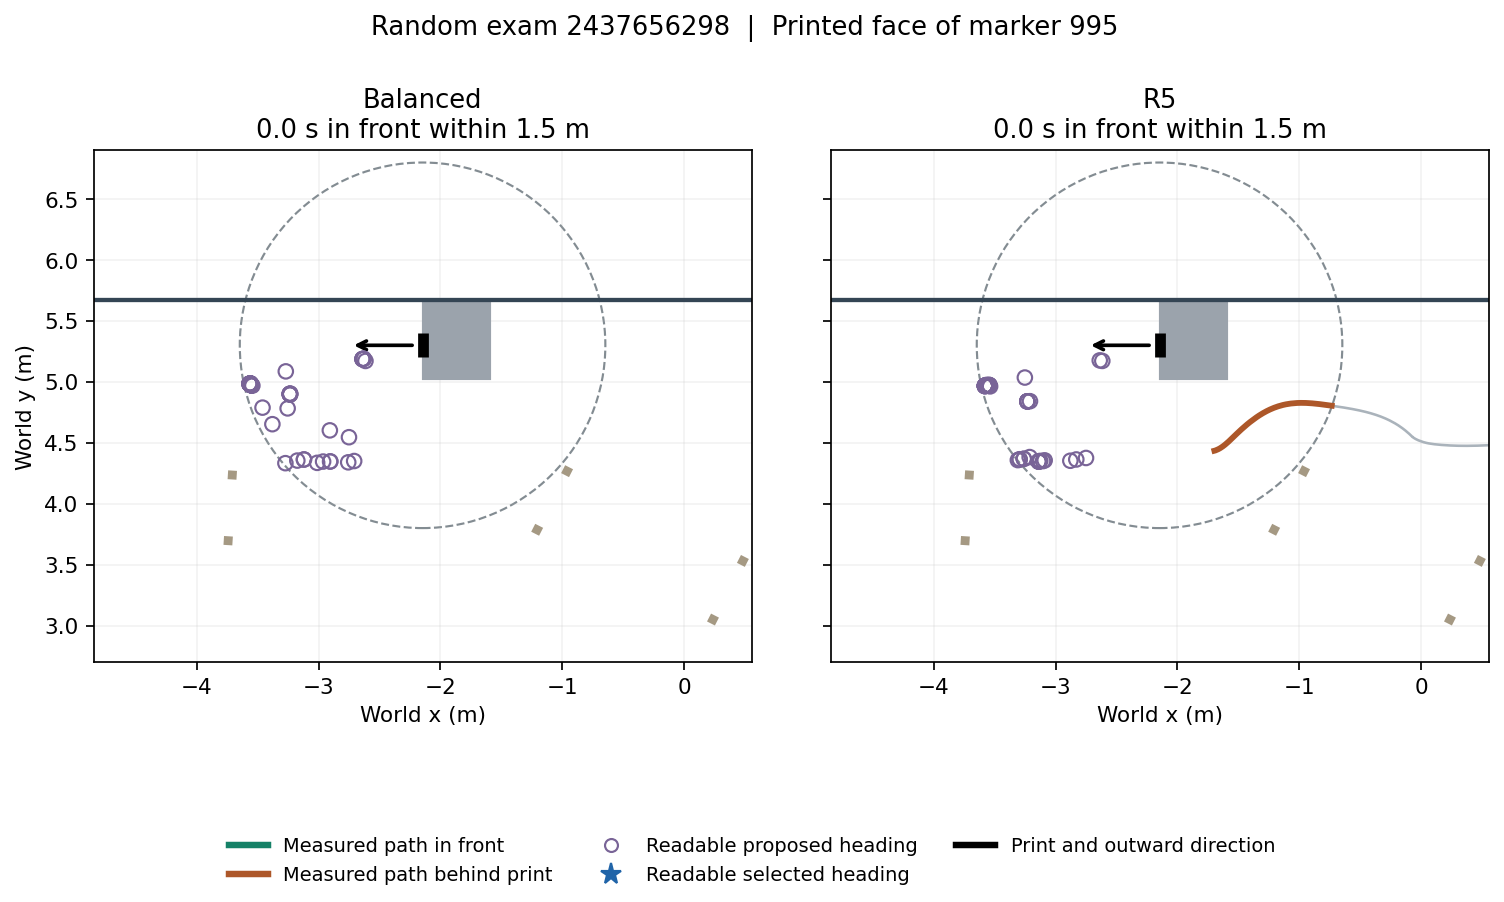 Random exam 2437656298 | Printed face of marker 995
Balanced
0.0 s in front within 1.5 m
R5
0.0 s in front within 1.5 m
World y (m)
6.5
6.0
5.5
5.0
4.5
4.0
3.5
3.0
−4 −3 −2 −1 0
−4 −3 −2 −1 0
World x (m)
World x (m)
Measured path in front
Measured path behind print
Readable proposed heading
Readable selected heading
Print and outward direction